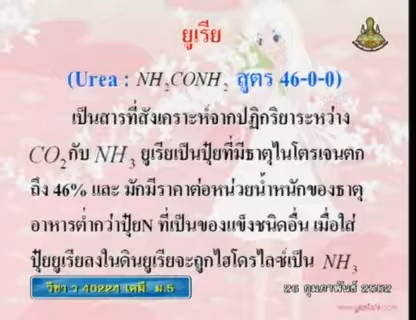 ยูเรีย
(Urea : NH₂CONH₂ สูตร 46-0-0)
เป็นสารที่สังเคราะห์จากปฏิกริยาระหว่าง
CO₂ กับ NH₃ ยูเรียเป็นปุ๋ยที่มีธาตุไนโตรเจนตก
ถึง 46% และ มักมีราคาต่อหน่วยน้ำหนักของธาตุ
อาหารต่ำกว่าปุ๋ยN ที่เป็นของแข็งชนิดอื่น เมื่อใส่
ปุ๋ยยูเรียลงในดินยูเรียจะถูกไฮโดรไลซ์เป็น NH₃
วิชา ว 40224 เคมี ม.5
26 กุมภาพันธ์ 2552